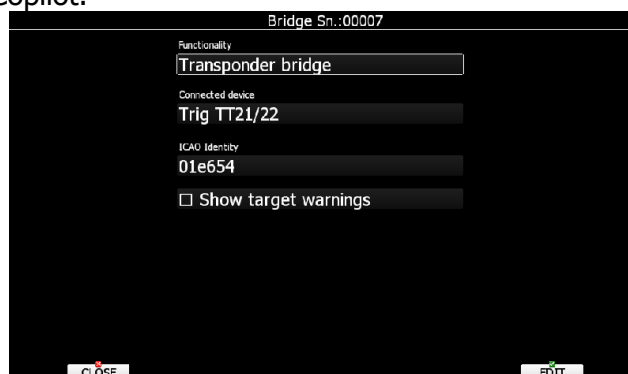 copilot.
Bridge Sn.:00007
Functionality
Transponder bridge
Connected device
Trig TT21/22
ICAO Identity
01e654
Show target warnings
CLOSE
EDIT